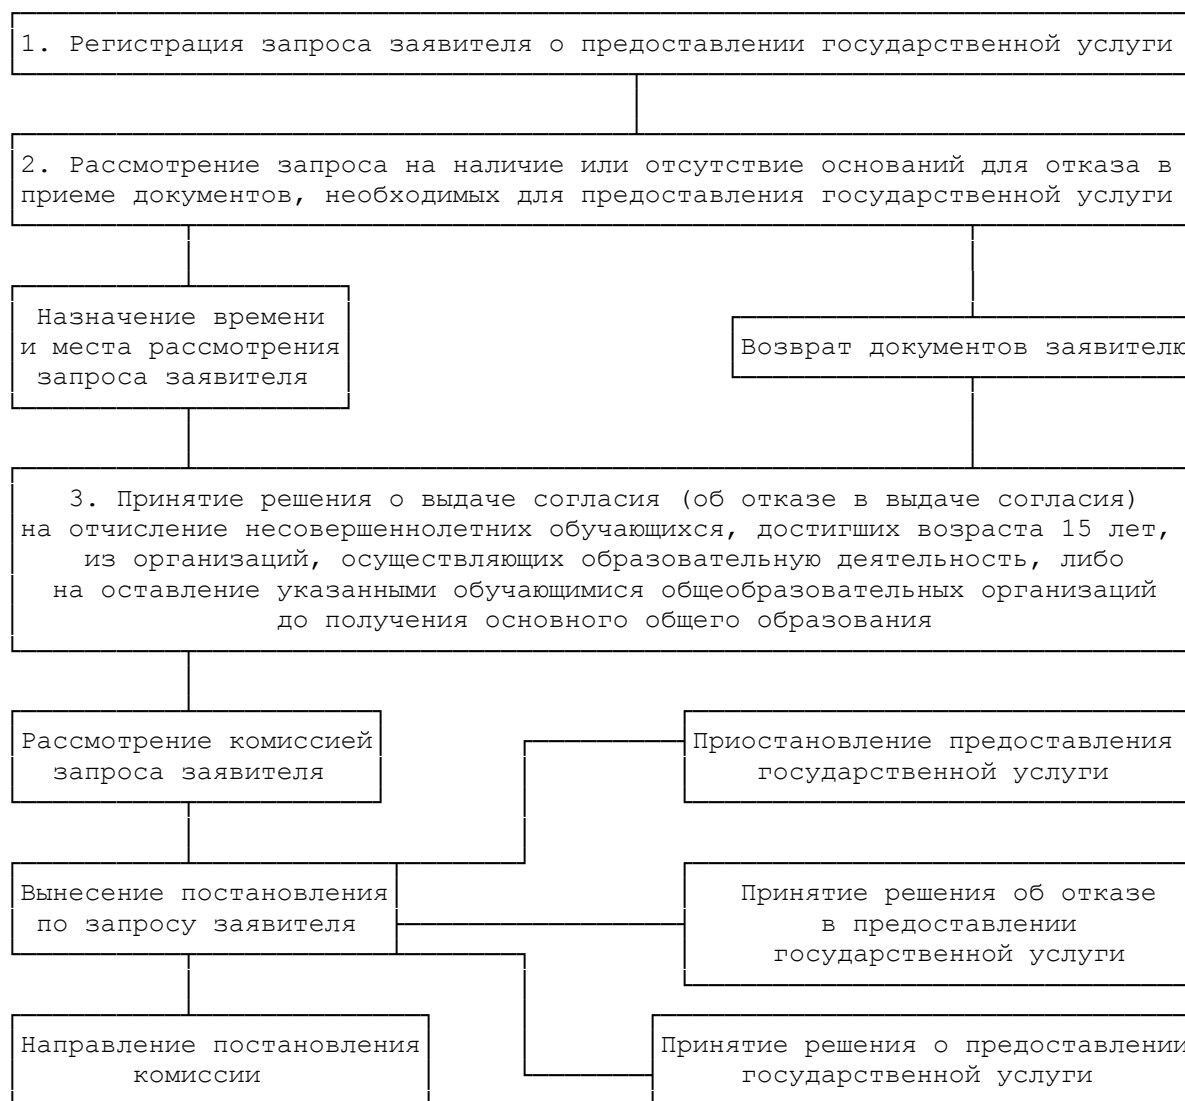 1. Регистрация запроса заявителя о предоставлении государственной услуги
2. Рассмотрение запроса на наличие или отсутствие оснований для отказа в
приеме документов, необходимых для предоставления государственной услуги
Назначение времени
и места рассмотрения
запроса заявителя
Возврат документов заявителю
3. Принятие решения о выдаче согласия (об отказе в выдаче согласия)
на отчисление несовершеннолетних обучающихся, достигших возраста 15 лет,
из организаций, осуществляющих образовательную деятельность, либо
на оставление указанными обучающимися общеобразовательных организаций
до получения основного общего образования
Рассмотрение комиссией
запроса заявителя
Приостановление предоставления
государственной услуги
Вынесение постановления
по запросу заявителя
Принятие решения об отказе
в предоставлении
государственной услуги
Направление постановления
комиссии
Принятие решения о предоставлении
государственной услуги